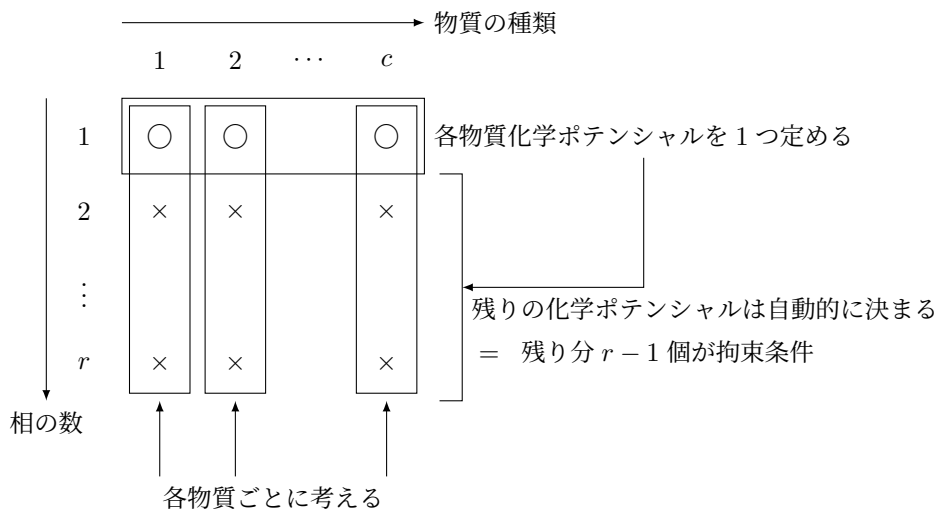 物質の種類
1 2 ⋯ c
1 ○ ○ ○ 各物質化学ポテンシャルを 1 つ定める
2 × × ×
⋮
残りの化学ポテンシャルは自動的に決まる
r × × × = 残り分 r − 1 個が拘束条件
相の数
各物質ごとに考える